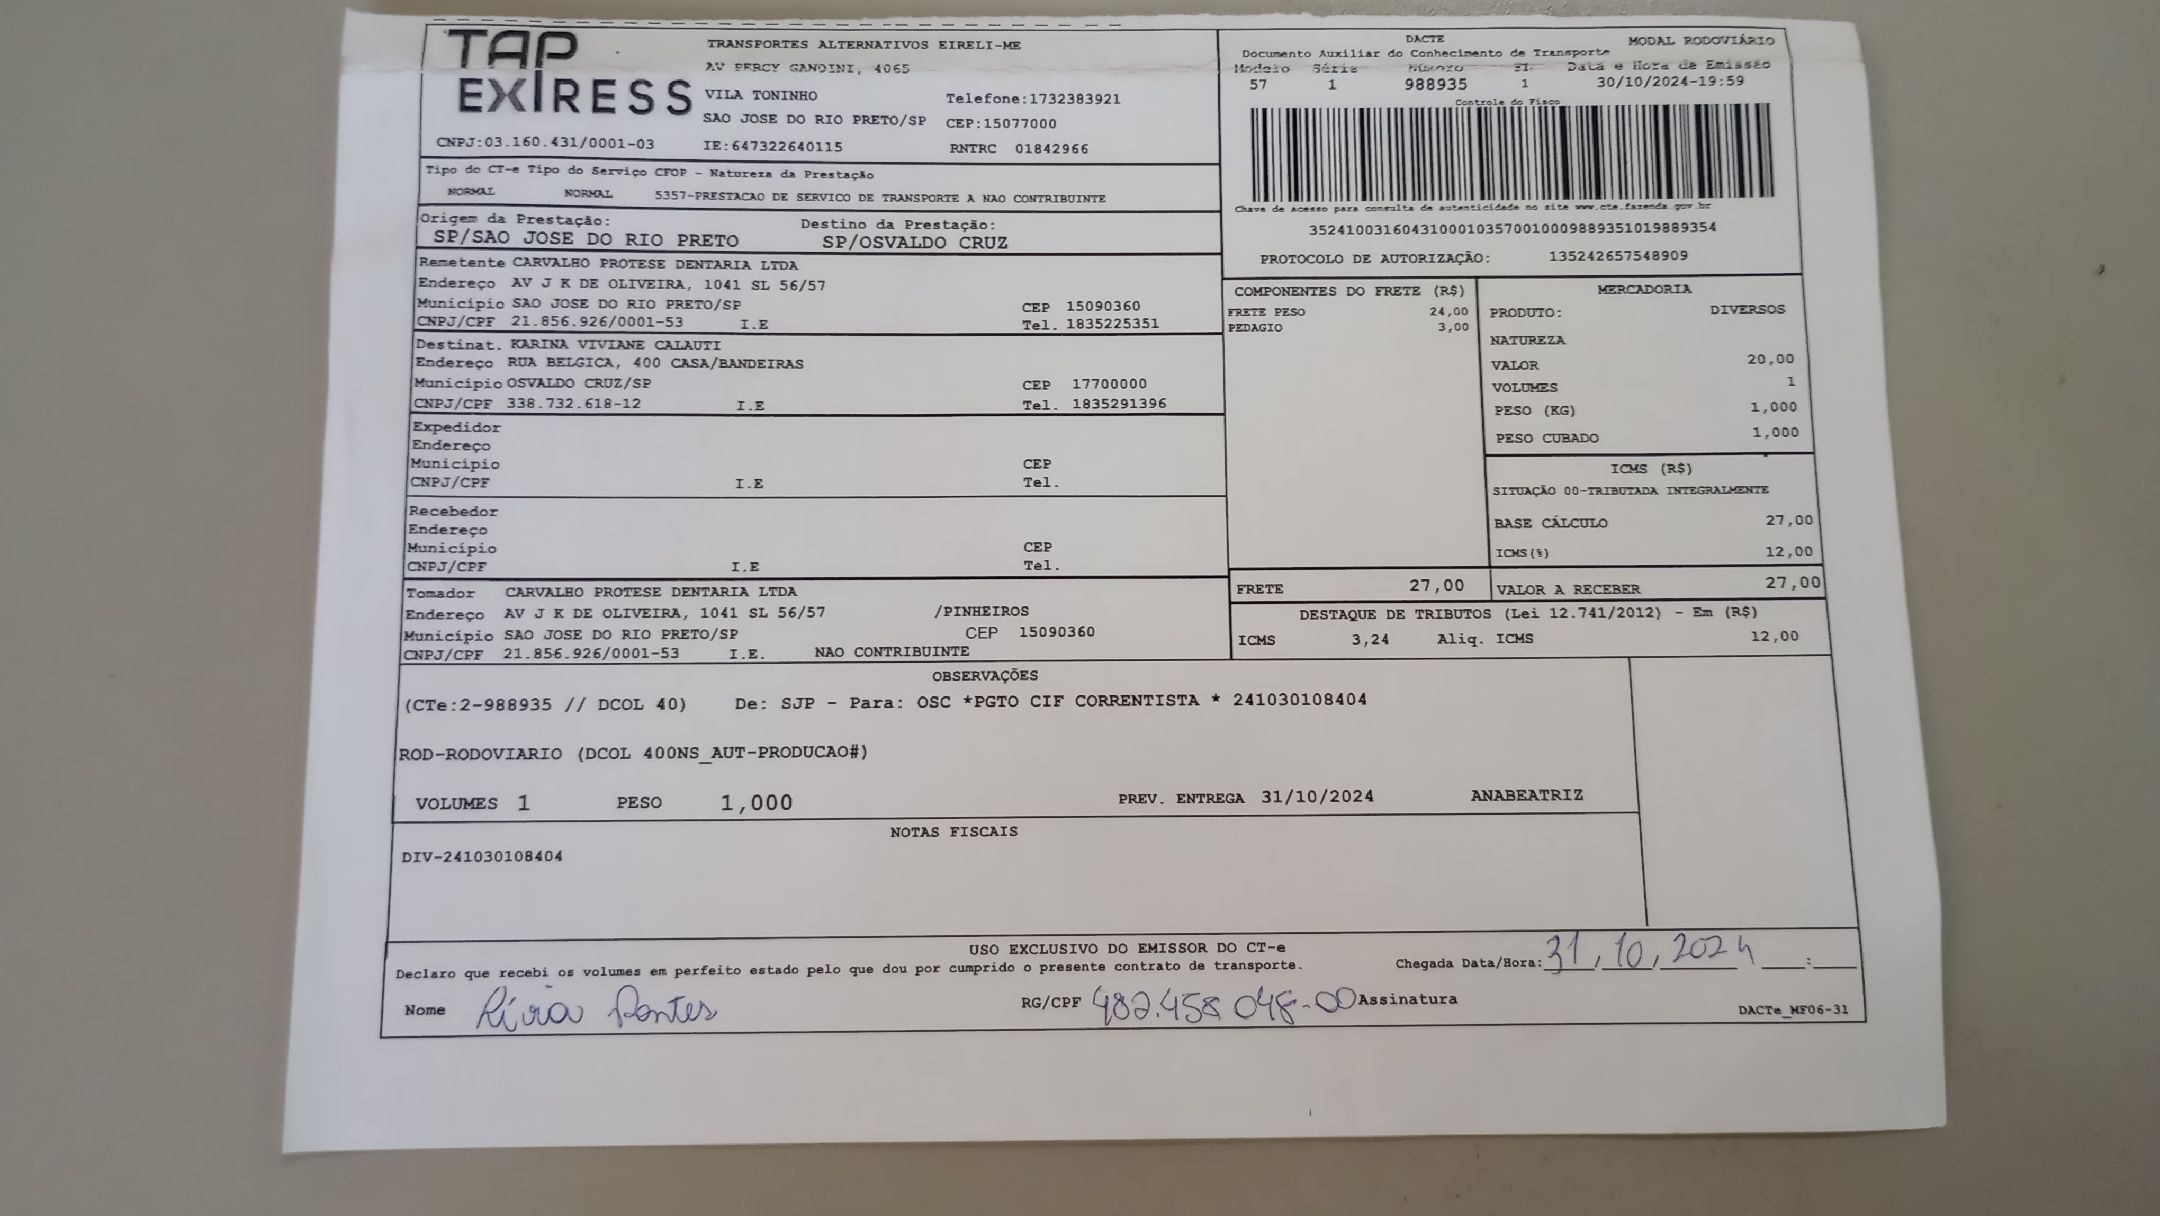 TAP
EXPRESS
TRANSPORTES ALTERNATIVOS EIRELI-ME
AV PERCY GANDINI, 4065
VILA TONINHO
Telefone:1732383921
SAO JOSE DO RIO PRETO/SP CEP:15077000
CNPJ:03.160.431/0001-03 IE:647322640115 RNTRC 01842966
DACTE MODAL RODOVIÁRIO
Documento Auxiliar do Conhecimento de Transporte
Modelo Série Número Fl. Data e Hora de Emissão
57 1 988935 1 30/10/2024-19:59
Controle do Fisco
Chave de acesso para consulta de autenticidade no site www.cte.fazenda.gov.br
35241003160431000103570010009889351019889354
PROTOCOLO DE AUTORIZAÇÃO: 135242657548909
Tipo do CT-e Tipo do Serviço CFOP - Natureza da Prestação
NORMAL NORMAL 5357-PRESTACAO DE SERVICO DE TRANSPORTE A NAO CONTRIBUINTE
Origem da Prestação: Destino da Prestação:
SP/SAO JOSE DO RIO PRETO SP/OSVALDO CRUZ
Remetente CARVALHO PROTESE DENTARIA LTDA
Endereço AV J K DE OLIVEIRA, 1041 SL 56/57
Município SAO JOSE DO RIO PRETO/SP CEP 15090360
CNPJ/CPF 21.856.926/0001-53 I.E Tel. 1835225351
Destinat. KARINA VIVIANE CALAUTI
Endereço RUA BELGICA, 400 CASA/BANDEIRAS
Município OSVALDO CRUZ/SP CEP 17700000
CNPJ/CPF 338.732.618-12 I.E Tel. 1835291396
Expedidor
Endereço
Município CEP
CNPJ/CPF I.E Tel.
Recebedor
Endereço
Município CEP
CNPJ/CPF I.E Tel.
Tomador CARVALHO PROTESE DENTARIA LTDA
Endereço AV J K DE OLIVEIRA, 1041 SL 56/57 /PINHEIROS
Município SAO JOSE DO RIO PRETO/SP CEP 15090360
CNPJ/CPF 21.856.926/0001-53 I.E. NAO CONTRIBUINTE
COMPONENTES DO FRETE (R$)
FRETE PESO 24,00
PEDAGIO 3,00
MERCADORIA
PRODUTO: DIVERSOS
NATUREZA
VALOR 20,00
VOLUMES 1
PESO (KG) 1,000
PESO CUBADO 1,000
ICMS (R$)
SITUAÇÃO 00-TRIBUTADA INTEGRALMENTE
BASE CÁLCULO 27,00
ICMS(%) 12,00
FRETE 27,00 VALOR A RECEBER 27,00
DESTAQUE DE TRIBUTOS (Lei 12.741/2012) - Em (R$)
ICMS 3,24 Aliq. ICMS 12,00
OBSERVAÇÕES
(CTe:2-988935 // DCOL 40) De: SJP - Para: OSC *PGTO CIF CORRENTISTA * 241030108404
ROD-RODOVIARIO (DCOL 400NS_AUT-PRODUCAO#)
VOLUMES 1 PESO 1,000 PREV. ENTREGA 31/10/2024 ANABEATRIZ
NOTAS FISCAIS
DIV-241030108404
USO EXCLUSIVO DO EMISSOR DO CT-e
Declaro que recebi os volumes em perfeito estado pelo que dou por cumprido o presente contrato de transporte. Chegada Data/Hora: 31/10/2024 :
Nome Lívia Pontes RG/CPF 482.458 048-00 Assinatura
DACTe_MF06-31